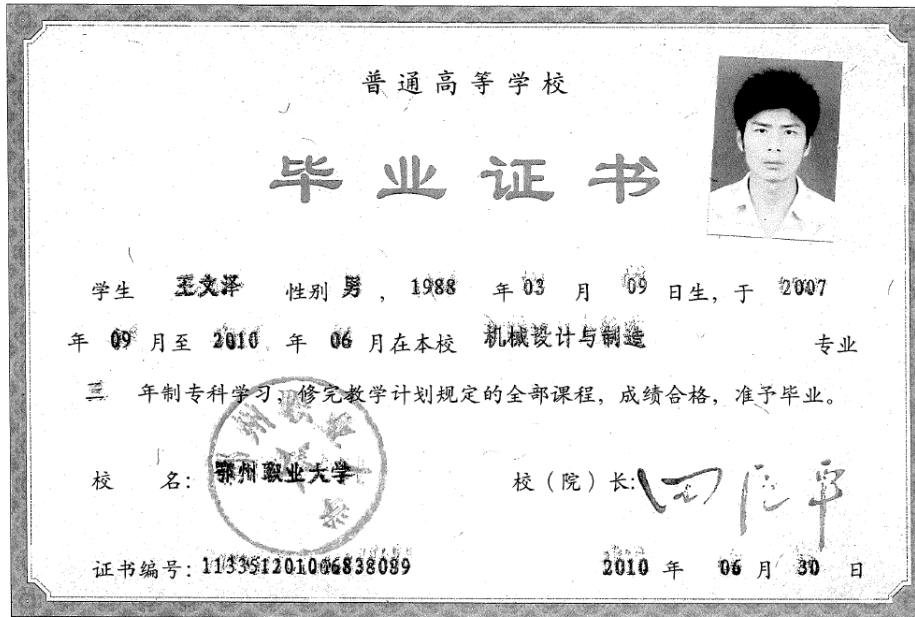 普通高等学校
毕业证书
学生 王文泽 性别 男 ，1988 年 03 月 09 日生，于 2007
年 09 月至 2010 年 06 月在本校 机械设计与制造 专业
三 年制专科学习，修完教学计划规定的全部课程，成绩合格，准予毕业。
校 名：鄂州职业大学 校（院）长：
证书编号：113351201006838089 2010 年 06 月 30 日